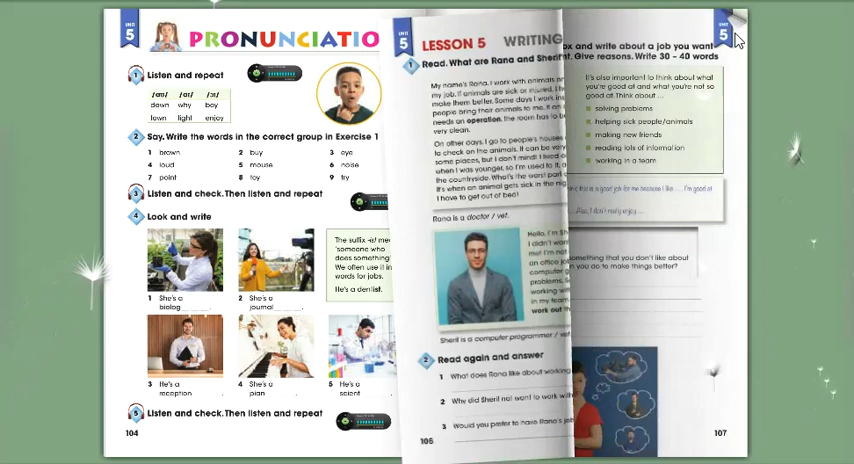 UNIT
5
PRONUNCIATIO
1 Listen and repeat
/aʊ/ /aɪ/ /ɔɪ/
down why boy
town light enjoy
2 Say. Write the words in the correct group in Exercise 1
1 brown 2 buy 3 eye
4 loud 5 mouse 6 noise
7 point 8 toy 9 try
3 Listen and check. Then listen and repeat
4 Look and write
The suffix -ist me
'someone who
does something'
We often use it in
words for jobs.
He's a dentist.
1 She's a
biolog______.
2 She's a
journal______.
3 He's a
reception
4 She's a
pian
5 He's a
scient
5 Listen and check. Then listen and repeat
104
UNIT
5
LESSON 5 WRITING
1 Read. What are Rana and Sherif
My name's Rana. I work with animals
my job. If animals are sick or injured, I
make them better. Some days I work in
people bring their animals to me. If an
needs an operation, the room has to b
very clean.
On other days, I go to people's houses
to check on the animals. It can be very
some places, but I don't mind! I lived
when I was younger, so I'm used to it, a
the countryside. What's the worst part
It's when an animal gets sick in the nig
I have to get out of bed!
Rana is a doctor / vet.
Hello, I'm Sh
I didn't wan
me! I'm not
an office jo
computer
problems,
working wit
in my team
work out
Sherif is a computer programmer / vet
2 Read again and answer
1 What does Rana like about working
2 Why did Sherif not want to work with
3 Would you prefer to have Rana's job
106
UNIT
5
ox and write about a job you want
t. Give reasons. Write 30 – 40 words
It's also important to think about what
you're good at and what you're not so
good at. Think about ...
solving problems
helping sick people/animals
making new friends
reading lots of information
working in a team
this is a good job for me because I like ... . I'm good at
Also, I don't really enjoy ... .
omething that you don't like about
n you do to make things better?
107